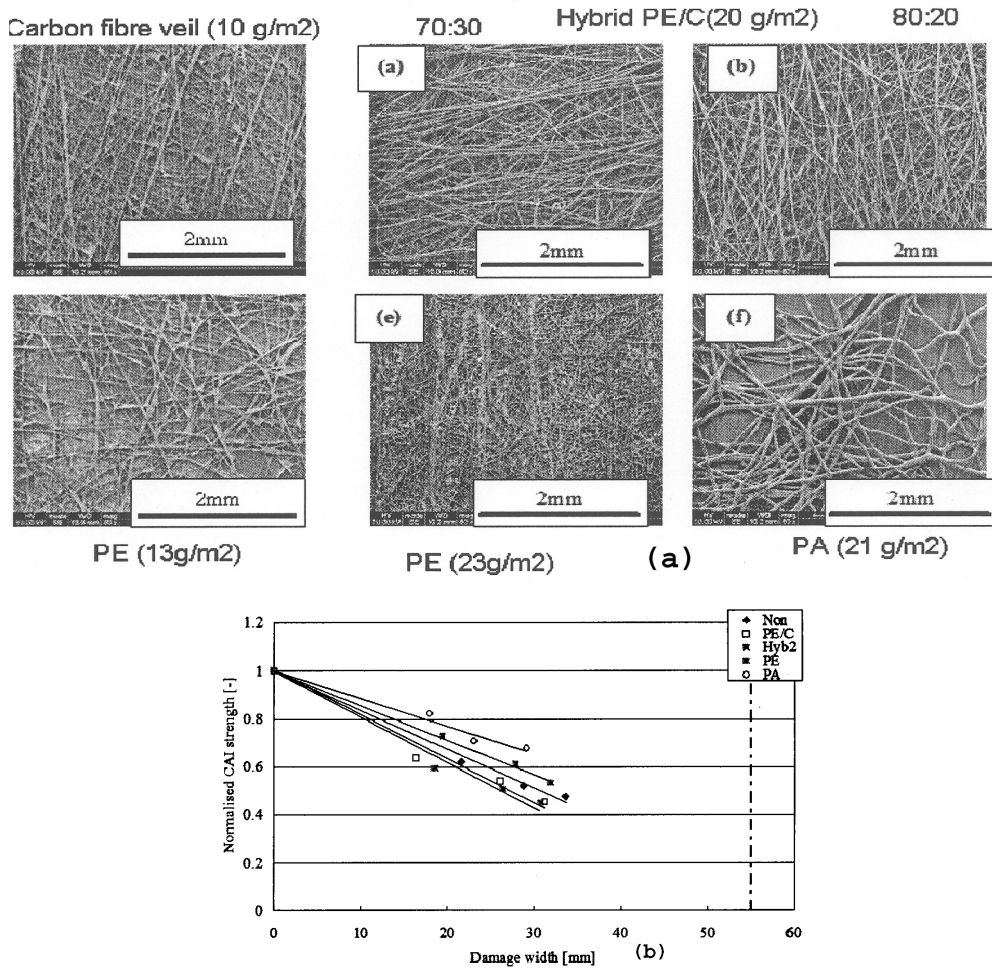 Carbon fibre veil (10 g/m2)
70:30
Hybrid PE/C(20 g/m2)
80:20
(a)
(b)
2mm
2mm
2mm
(e)
(f)
2mm
2mm
2mm
PE (13g/m2)
PE (23g/m2)
(a)
PA (21 g/m2)
1.2
1
0.8
0.6
0.4
0.2
0
Normalised CAI strength [-]
Non
PE/C
Hyb2
PE
PA
0
10
20
30
40
50
60
Damage width [mm]
(b)